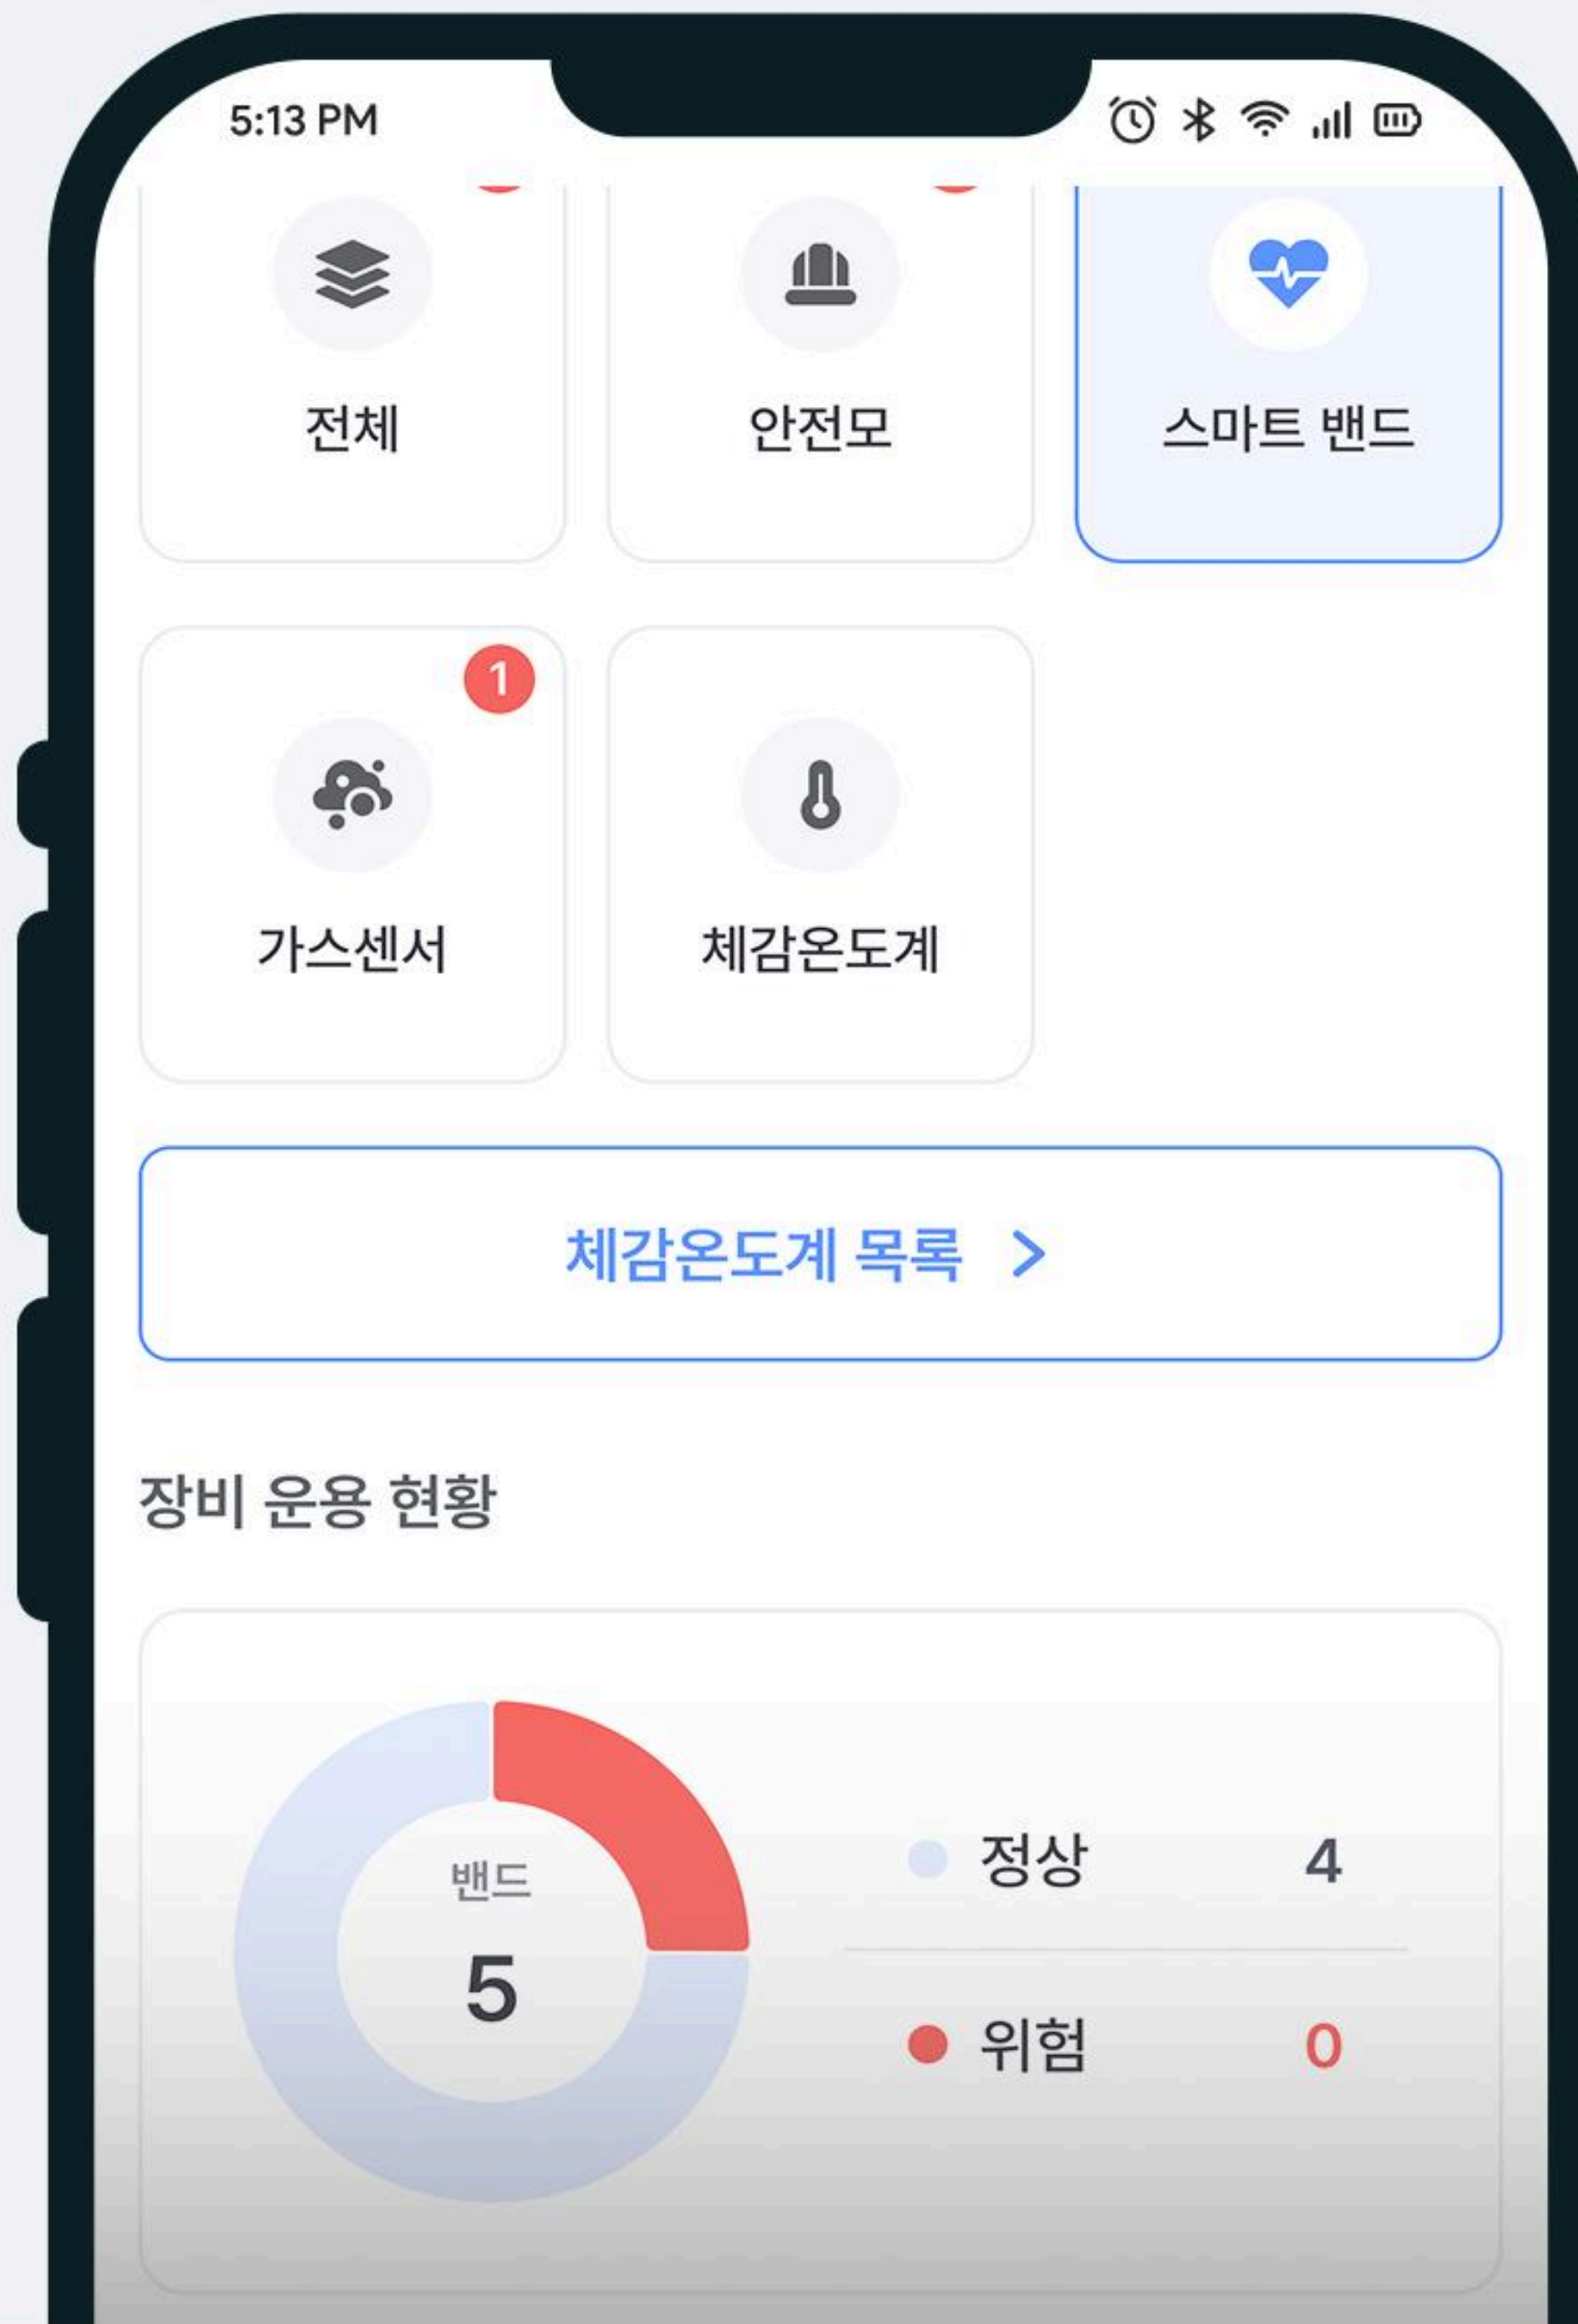 5:13 PM
전체
안전모
스마트 밴드
1
가스센서
체감온도계
체감온도계 목록
장비 운용 현황
밴드
5
정상 4
위험 0